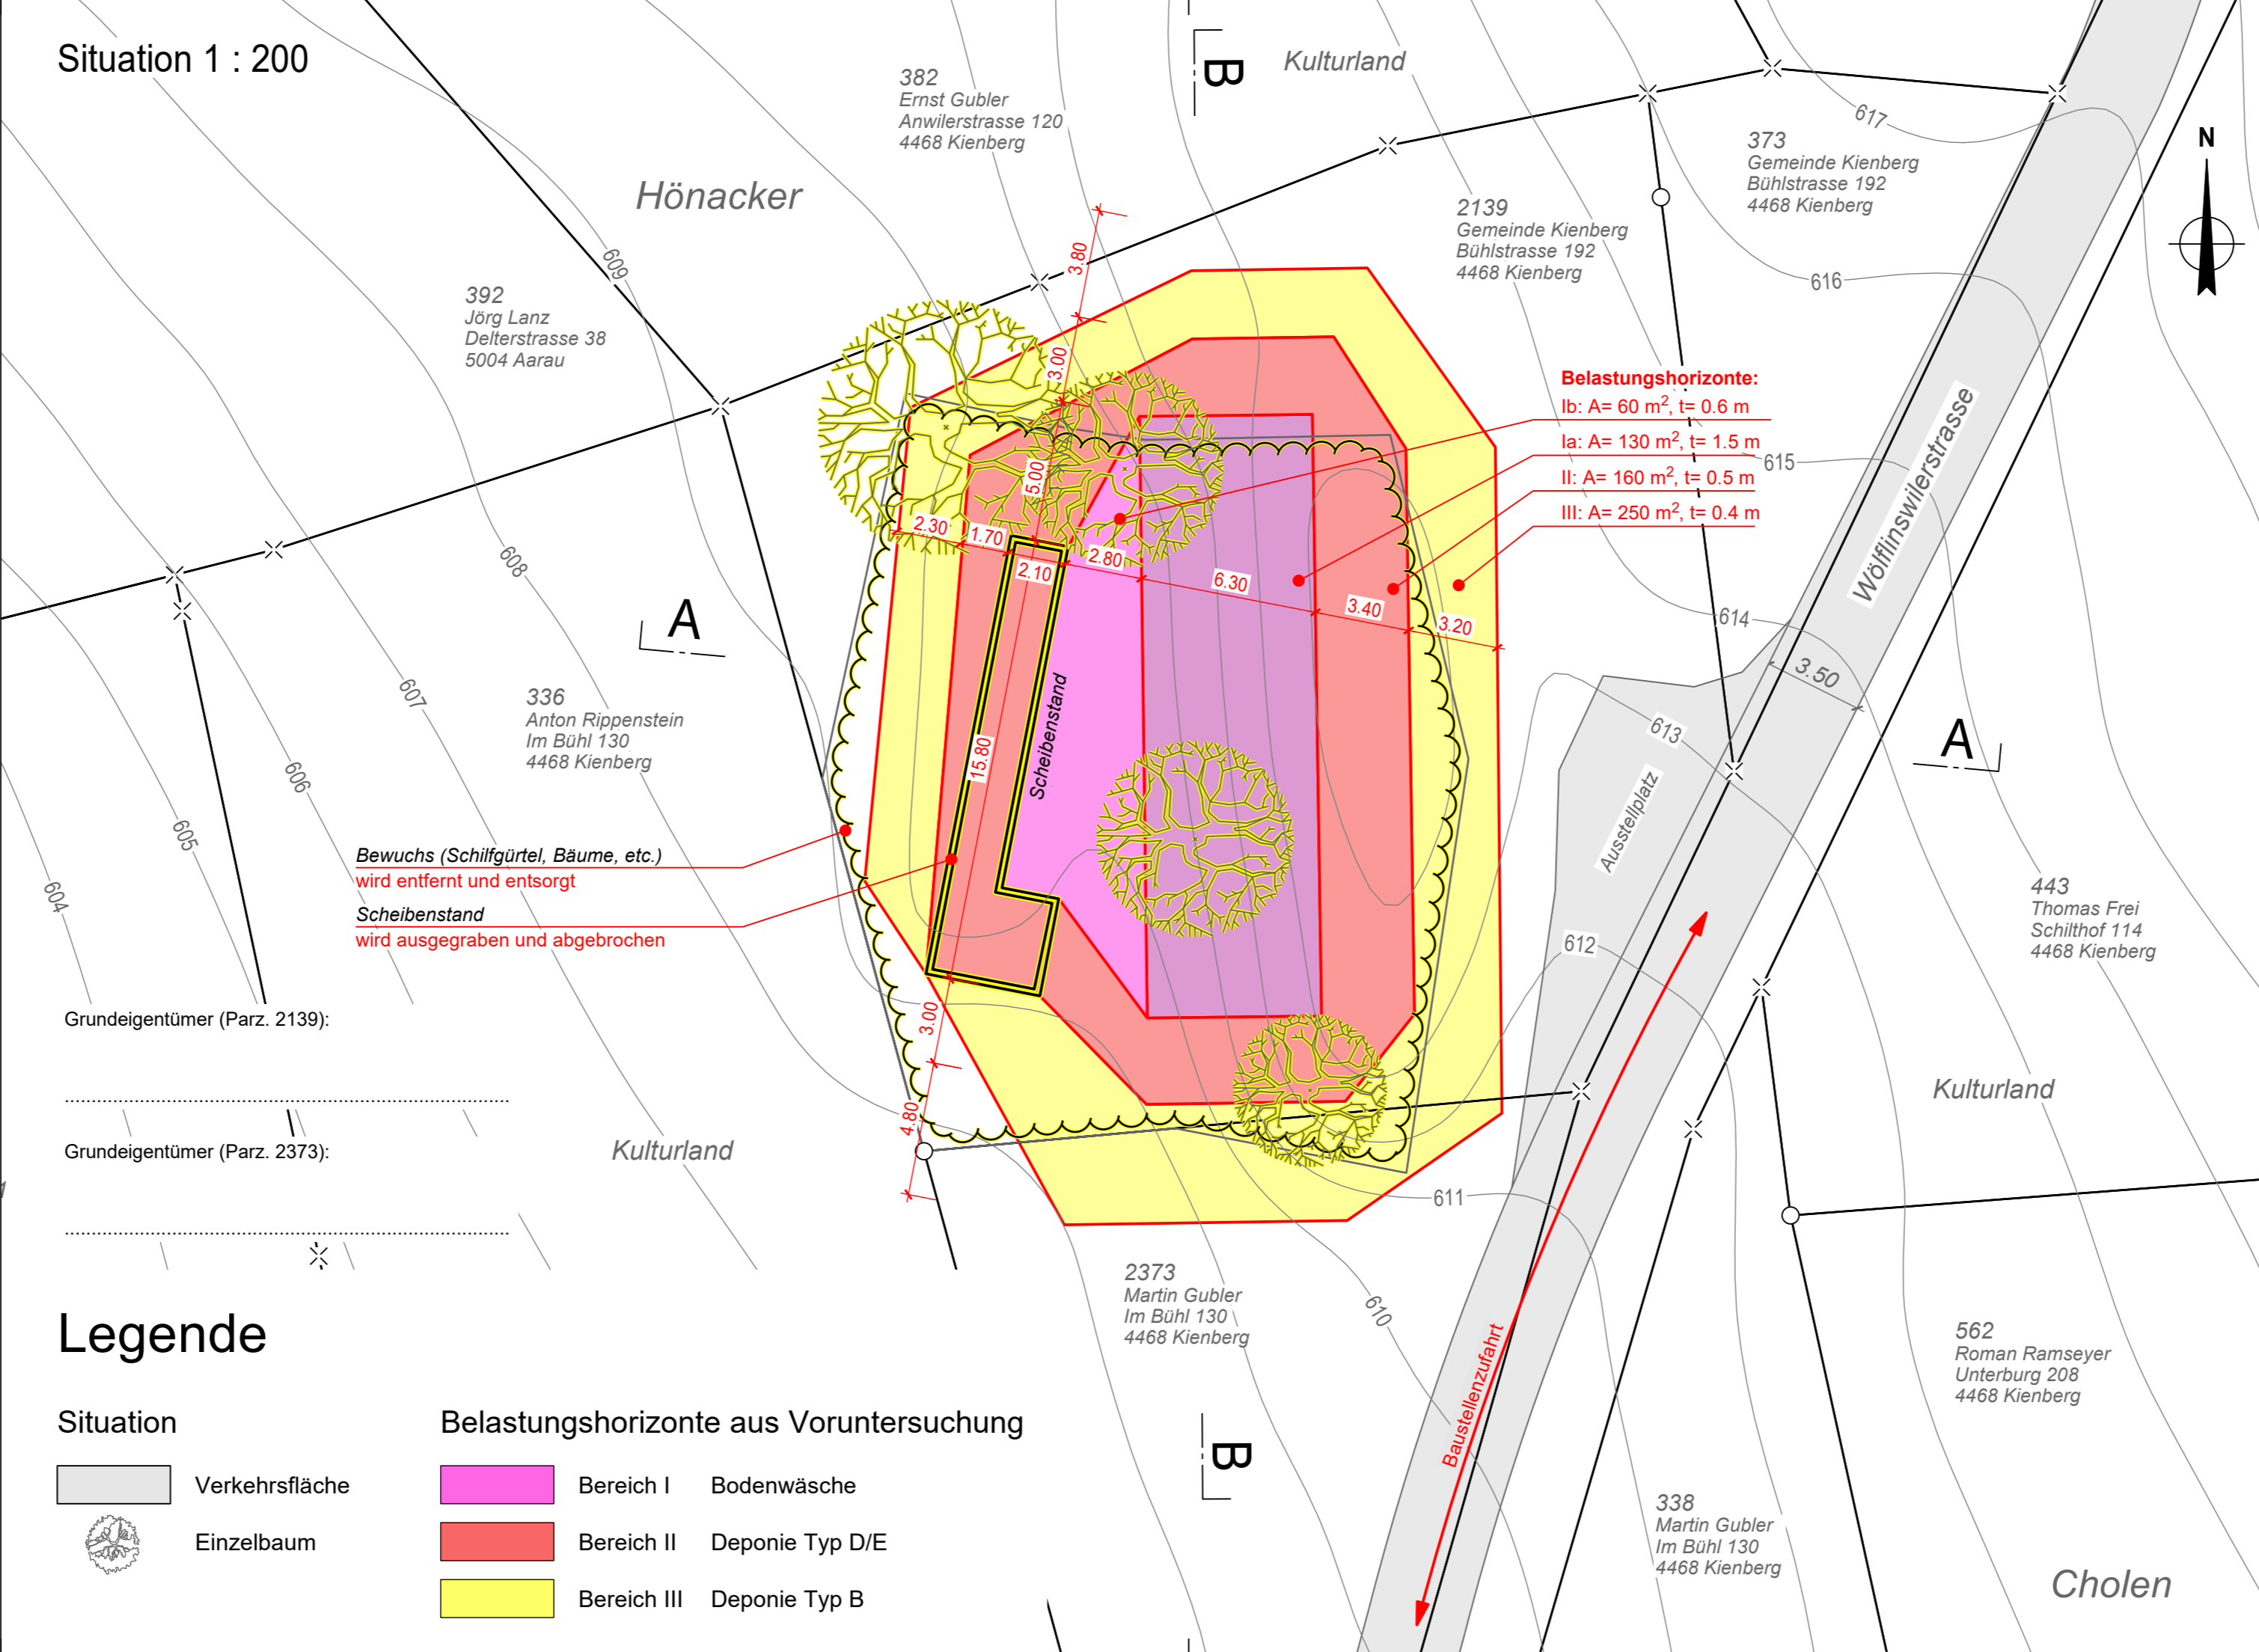 Situation 1 : 200
382
Ernst Gubler
Anwilerstrasse 120
4468 Kienberg
B
Kulturland
617
373
Gemeinde Kienberg
Bühlstrasse 192
4468 Kienberg
N
Hönacker
2139
Gemeinde Kienberg
Bühlstrasse 192
4468 Kienberg
609
3.80
616
392
Jörg Lanz
Delterstrasse 38
5004 Aarau
3.00
Belastungshorizonte:
Ib: A= 60 m², t= 0.6 m
Ia: A= 130 m², t= 1.5 m
II: A= 160 m², t= 0.5 m
III: A= 250 m², t= 0.4 m
615
Wölflinswilerstrasse
5.00
2.30
1.70
2.10
2.80
6.30
3.40
3.20
608
A
614
3.50
607
336
Anton Rippenstein
Im Bühl 130
4468 Kienberg
Scheibenstand
15.80
613
A
606
605
604
Ausstellplatz
Bewuchs (Schilfgürtel, Bäume, etc.)
wird entfernt und entsorgt
Scheibenstand
wird ausgegraben und abgebrochen
443
Thomas Frei
Schilthof 114
4468 Kienberg
612
Grundeigentümer (Parz. 2139):
3.00
4.80
Kulturland
Grundeigentümer (Parz. 2373):
Kulturland
611
2373
Martin Gubler
Im Bühl 130
4468 Kienberg
610
Baustellenzufahrt
562
Roman Ramseyer
Unterburg 208
4468 Kienberg
B
338
Martin Gubler
Im Bühl 130
4468 Kienberg
Cholen
Legende
Situation
Verkehrsfläche
Einzelbaum
Belastungshorizonte aus Voruntersuchung
Bereich I Bodenwäsche
Bereich II Deponie Typ D/E
Bereich III Deponie Typ B